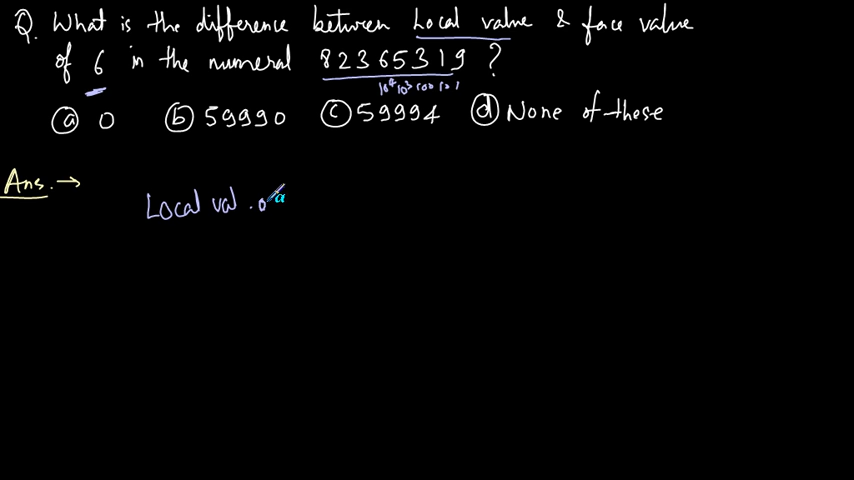 Q. What is the difference between Local value & face value
of 6 in the numeral 82365319 ?
10⁴ 10³ 100 10 1
(a) 0 (b) 59990 (c) 59994 (d) None of these
Ans. →
Local val. of